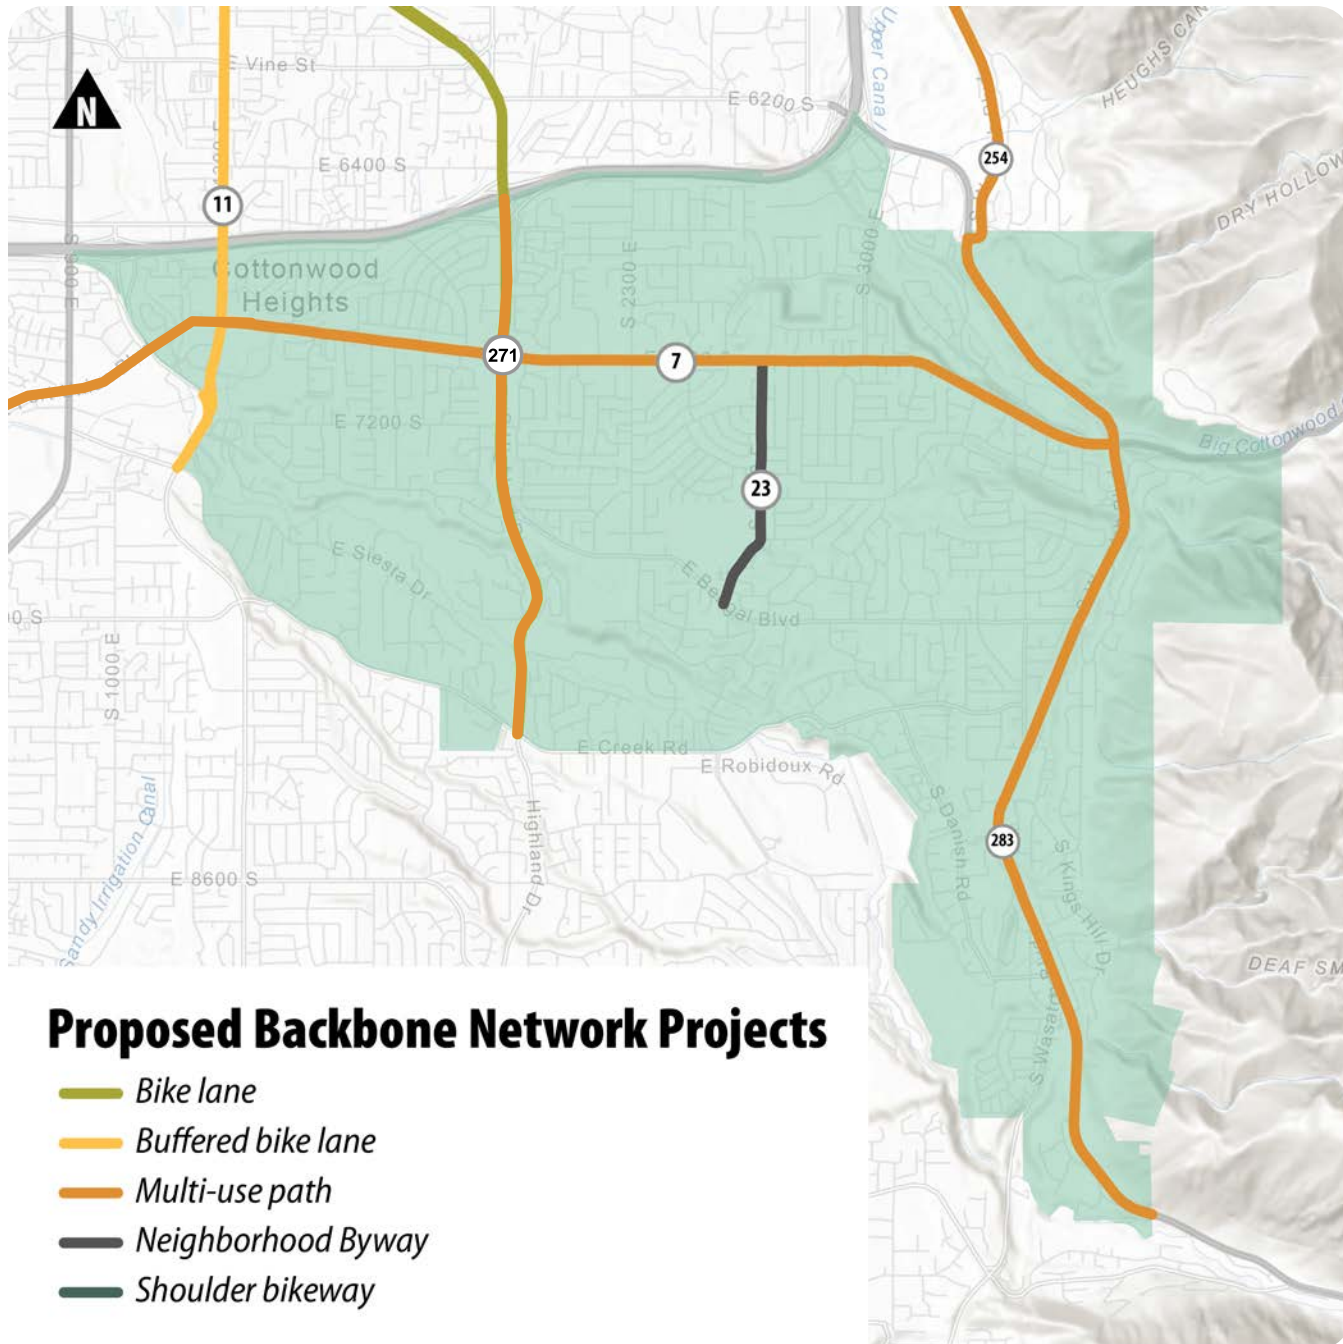 E Vine St
Upper Canal
HEUGHS CAN
N
E 6200 S
E 6400 S
254
DRY HOLLOW
11
S 3000 E
Cottonwood
Heights
S 2300 E
271
7
E 7200 S
Big Cottonwood
23
E Siesta Dr
E Bengal Blvd
S 1000 E
E Creek Rd
E Robidoux Rd
Sandy Irrigation Canal
Highland Dr
S Danish Rd
283
S Kings Hill Dr
E 8600 S
DEAF SM
S Wasatch
Proposed Backbone Network Projects
Bike lane
Buffered bike lane
Multi-use path
Neighborhood Byway
Shoulder bikeway